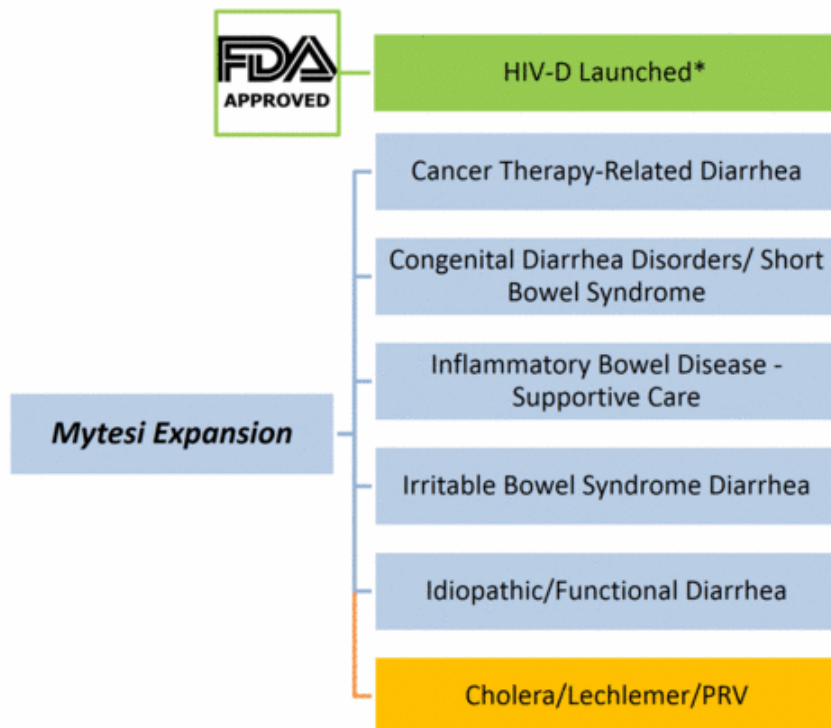 FDA
APPROVED
HIV-D Launched*
Cancer Therapy-Related Diarrhea
Congenital Diarrhea Disorders/ Short
Bowel Syndrome
Inflammatory Bowel Disease -
Supportive Care
Mytesi Expansion
Irritable Bowel Syndrome Diarrhea
Idiopathic/Functional Diarrhea
Cholera/Lechlemer/PRV